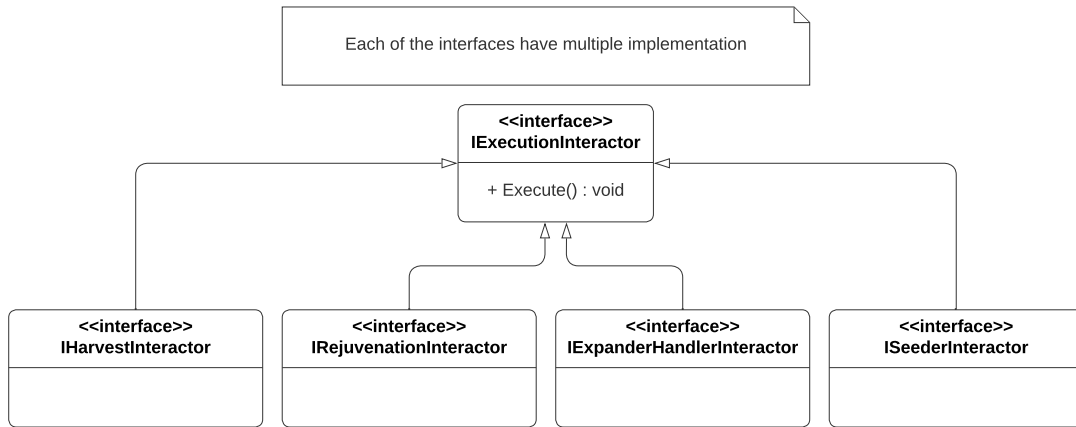 Each of the interfaces have multiple implementation
<<interface>>
IExecutionInteractor
+ Execute() : void
<<interface>>
IHarvestInteractor
<<interface>>
IRejuvenationInteractor
<<interface>>
IExpanderHandlerInteractor
<<interface>>
ISeederInteractor